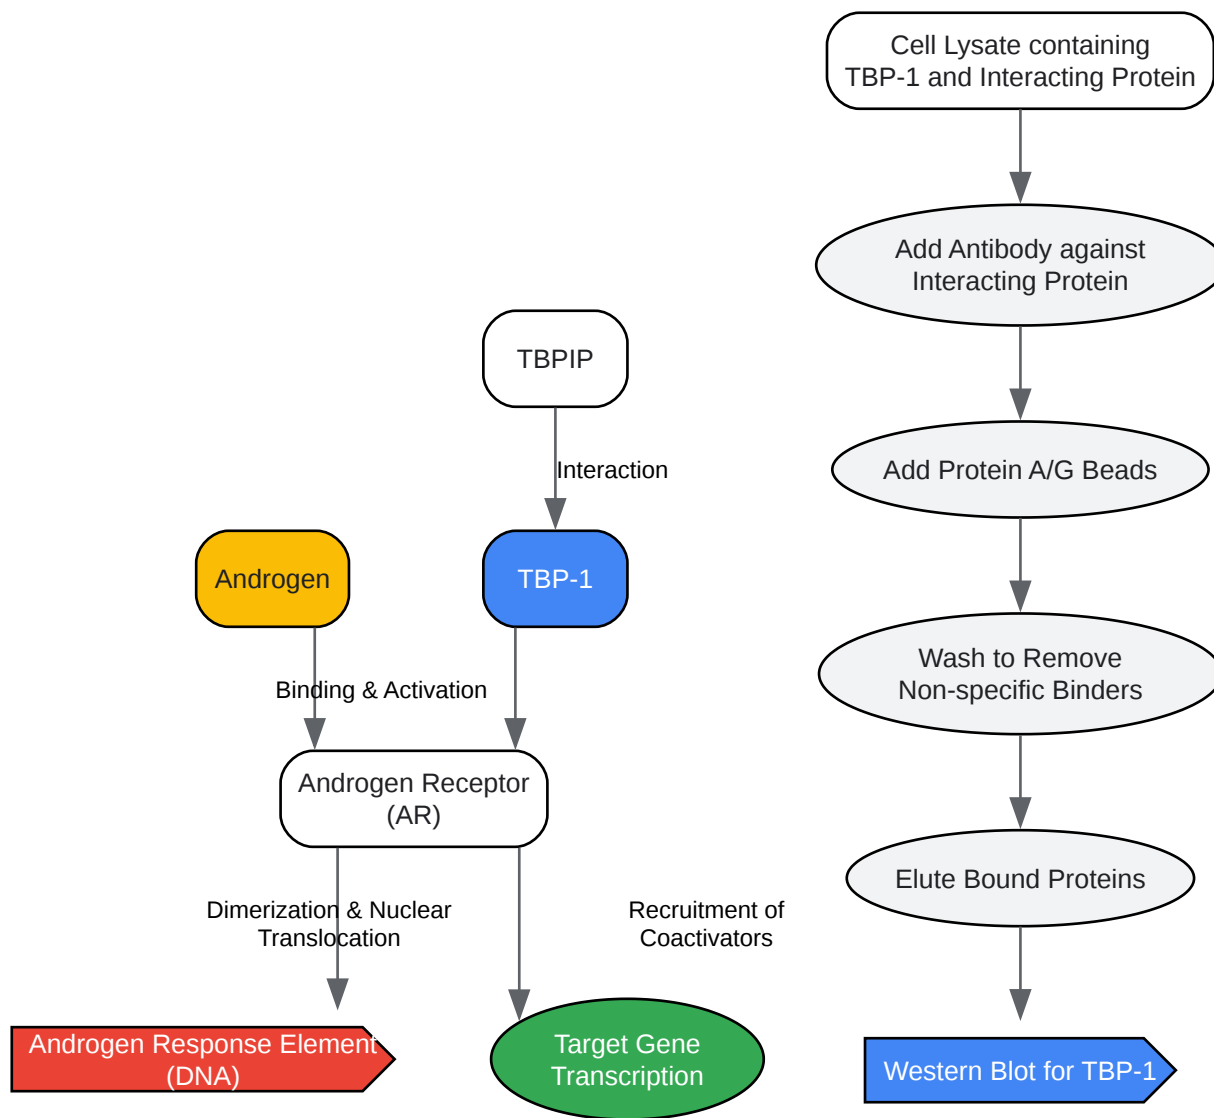 TBPIP
Interaction
Androgen
TBP-1
Binding & Activation
Androgen Receptor
(AR)
Dimerization & Nuclear
Translocation
Recruitment of
Coactivators
Androgen Response Element
(DNA)
Target Gene
Transcription
Cell Lysate containing
TBP-1 and Interacting Protein
Add Antibody against
Interacting Protein
Add Protein A/G Beads
Wash to Remove
Non-specific Binders
Elute Bound Proteins
Western Blot for TBP-1